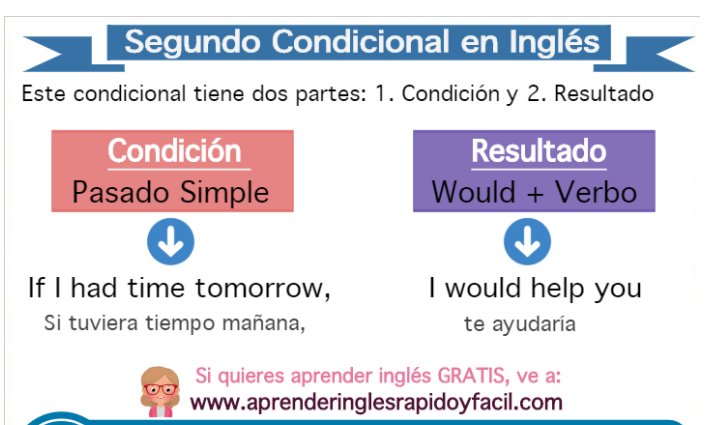 Segundo Condicional en Inglés
Este condicional tiene dos partes: 1. Condición y 2. Resultado
Condición
Pasado Simple
If I had time tomorrow,
Si tuviera tiempo mañana,
Resultado
Would + Verbo
I would help you
te ayudaría
Si quieres aprender inglés GRATIS, ve a:
www.aprenderinglesrapidoyfacil.com